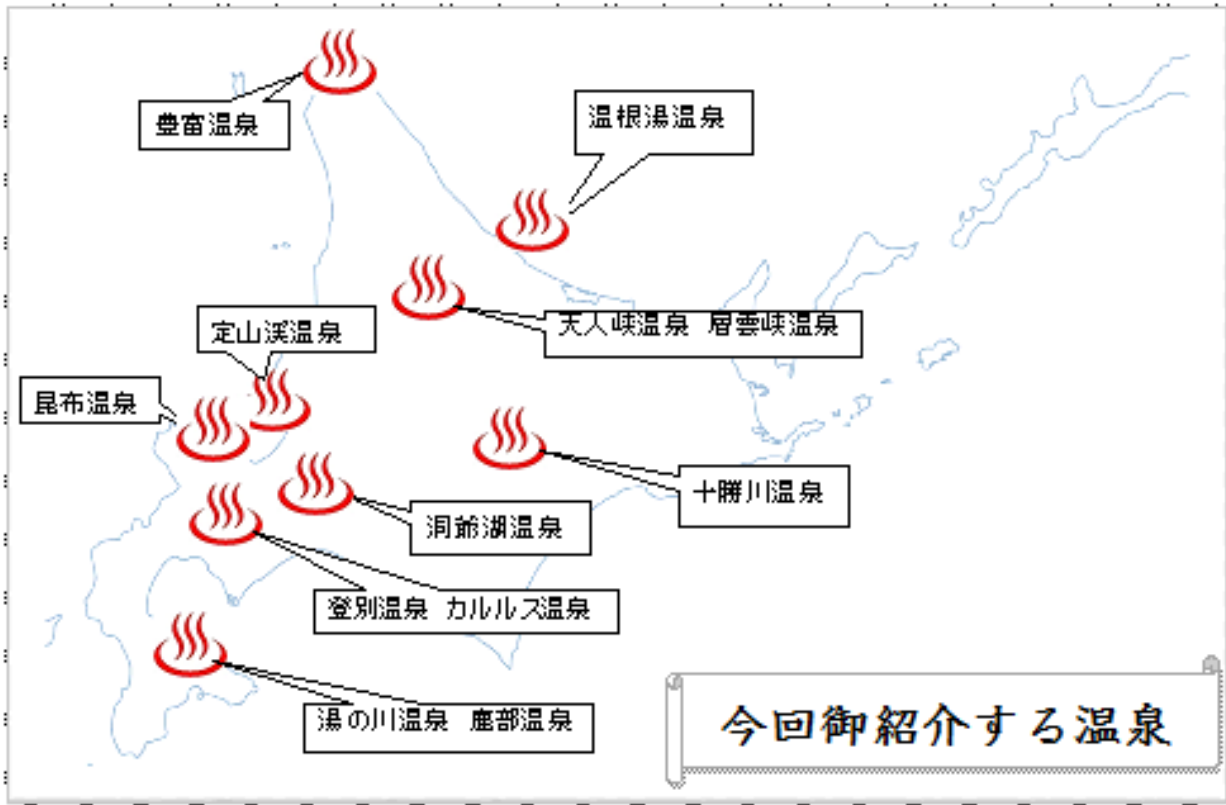 豊富温泉
温根湯温泉
天人峡温泉 層雲峡温泉
定山渓温泉
昆布温泉
十勝川温泉
洞爺湖温泉
登別温泉 カルルス温泉
湯の川温泉 鹿部温泉
今回御紹介する温泉